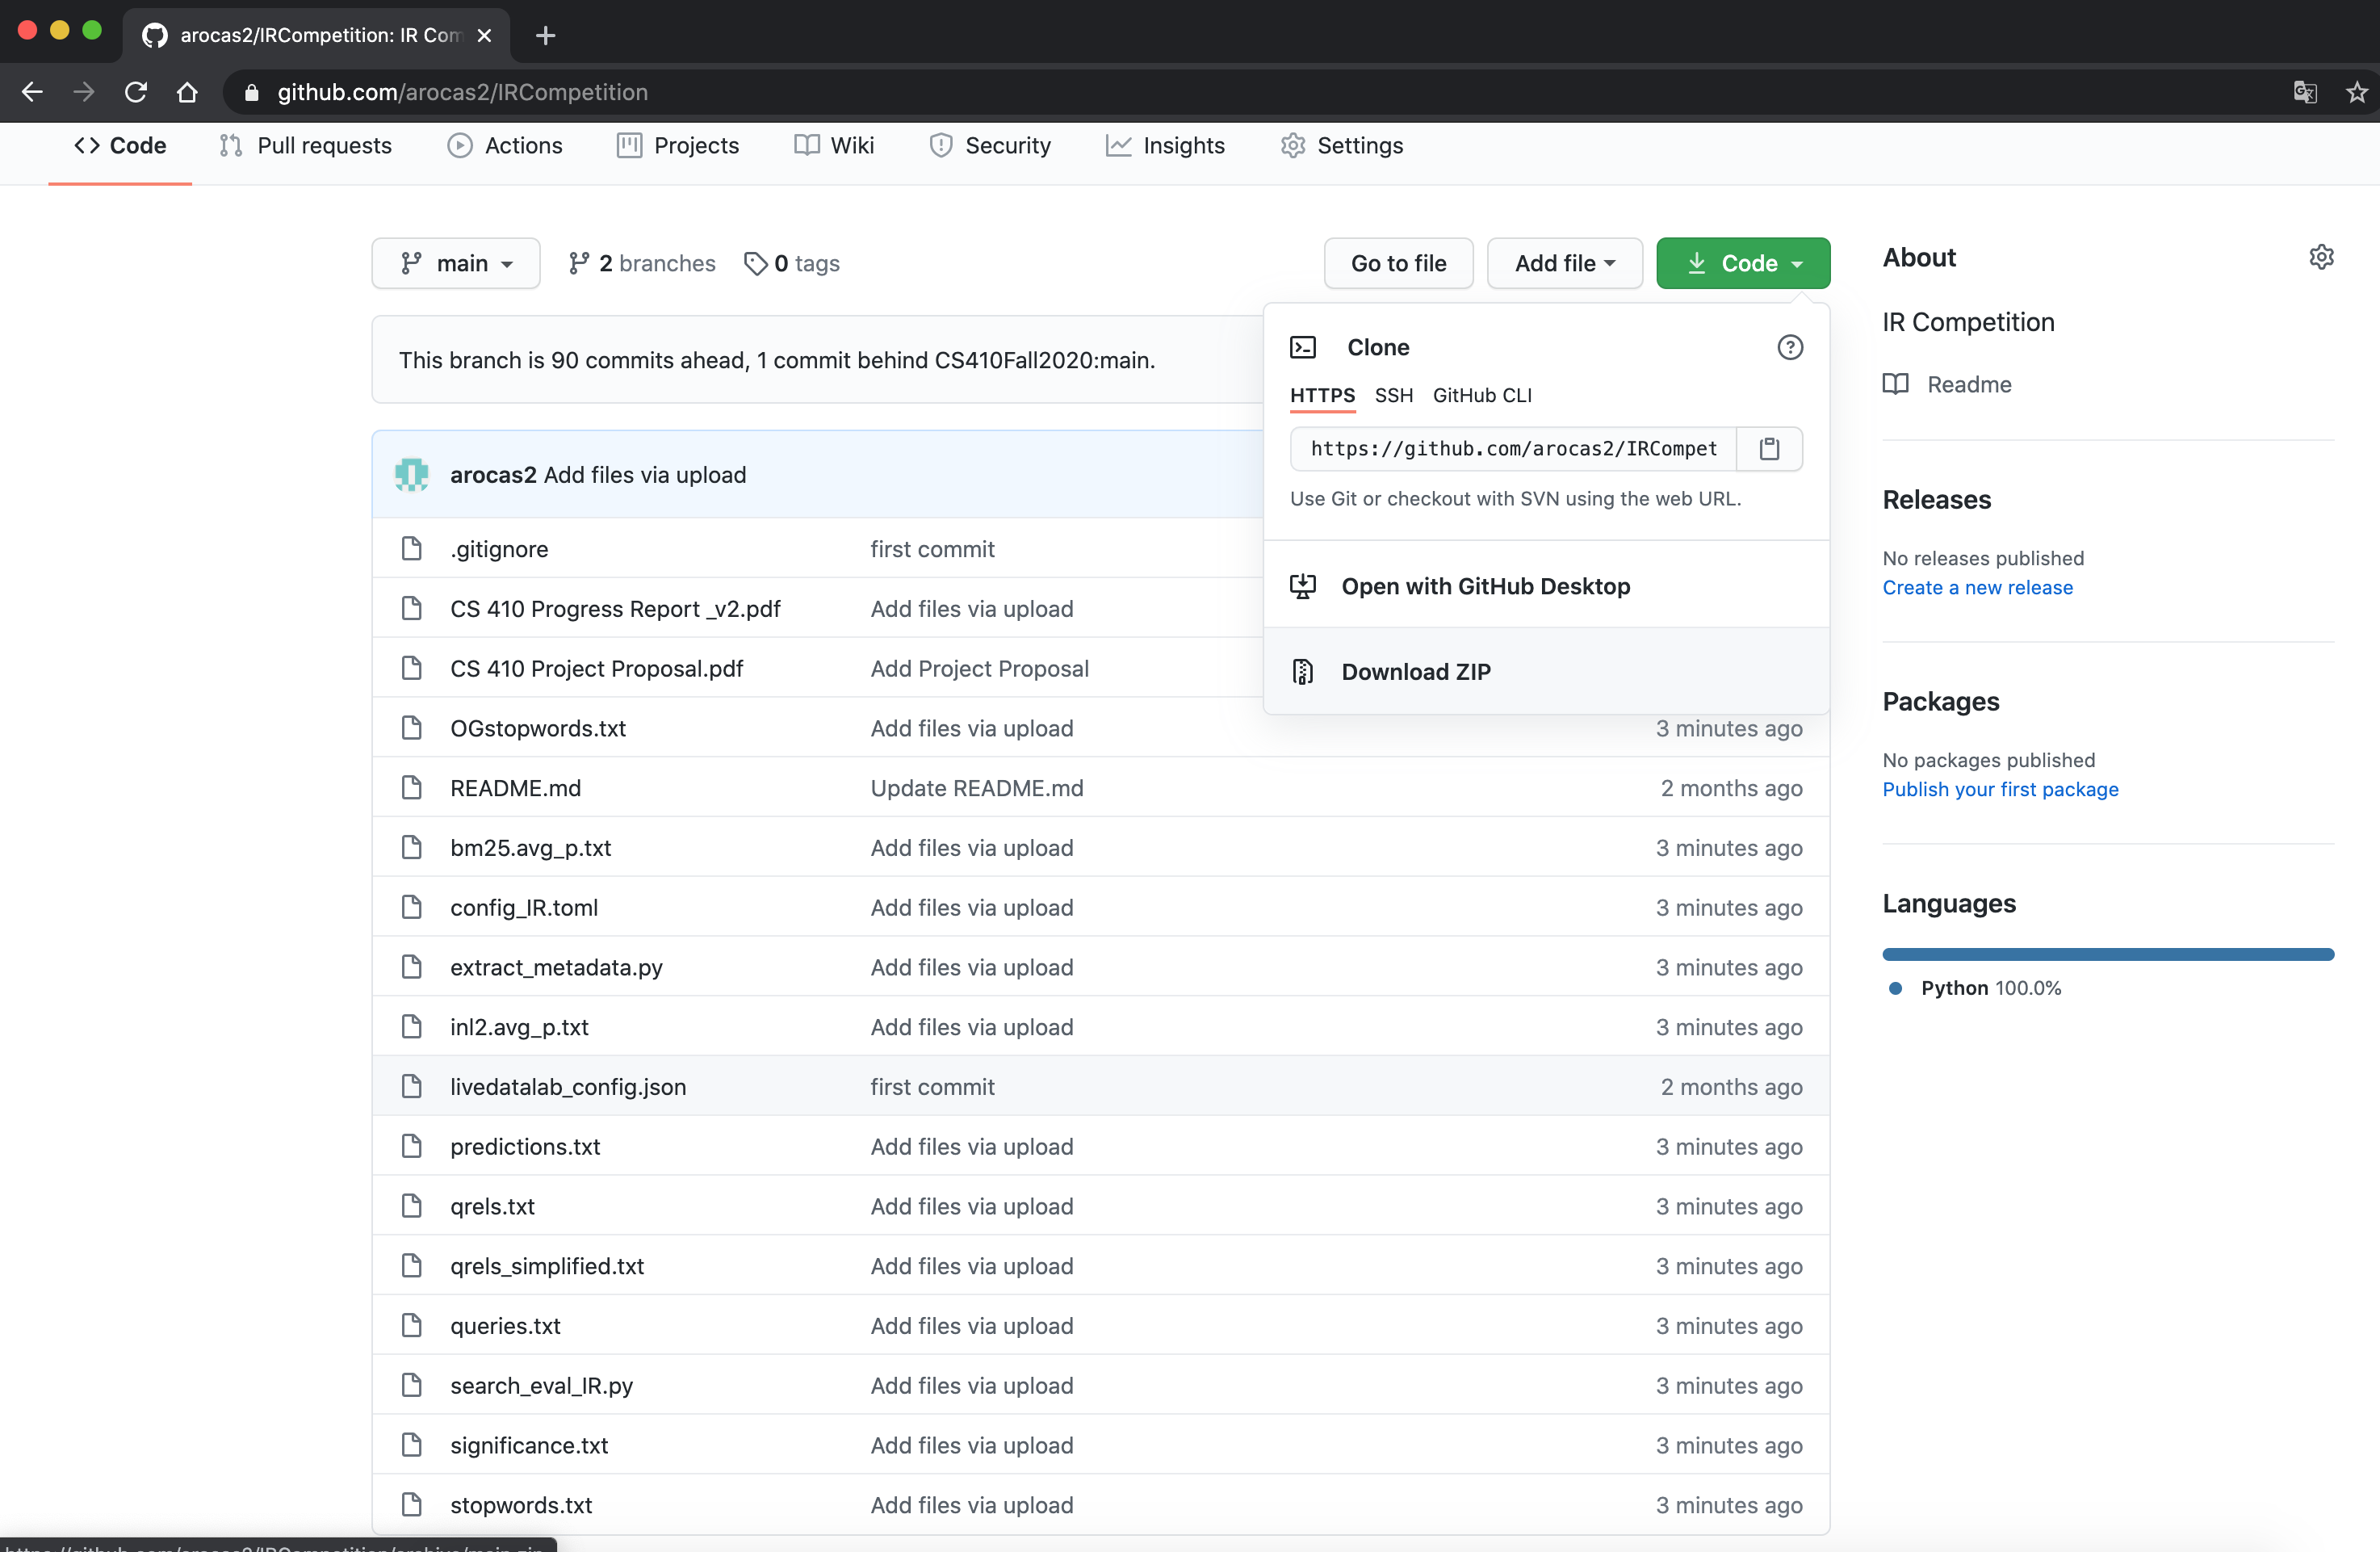 arocas2/IRCompetition: IR Com
github.com/arocas2/IRCompetition
Code Pull requests Actions Projects Wiki Security Insights Settings
main 2 branches 0 tags Go to file Add file Code
This branch is 90 commits ahead, 1 commit behind CS410Fall2020:main.
Clone
HTTPS SSH GitHub CLI
https://github.com/arocas2/IRCompet
Use Git or checkout with SVN using the web URL.
Open with GitHub Desktop
Download ZIP
arocas2 Add files via upload
.gitignore first commit
CS 410 Progress Report _v2.pdf Add files via upload
CS 410 Project Proposal.pdf Add Project Proposal
OGstopwords.txt Add files via upload 3 minutes ago
README.md Update README.md 2 months ago
bm25.avg_p.txt Add files via upload 3 minutes ago
config_IR.toml Add files via upload 3 minutes ago
extract_metadata.py Add files via upload 3 minutes ago
inl2.avg_p.txt Add files via upload 3 minutes ago
livedatalab_config.json first commit 2 months ago
predictions.txt Add files via upload 3 minutes ago
qrels.txt Add files via upload 3 minutes ago
qrels_simplified.txt Add files via upload 3 minutes ago
queries.txt Add files via upload 3 minutes ago
search_eval_IR.py Add files via upload 3 minutes ago
significance.txt Add files via upload 3 minutes ago
stopwords.txt Add files via upload 3 minutes ago
About
IR Competition
Readme
Releases
No releases published
Create a new release
Packages
No packages published
Publish your first package
Languages
Python 100.0%